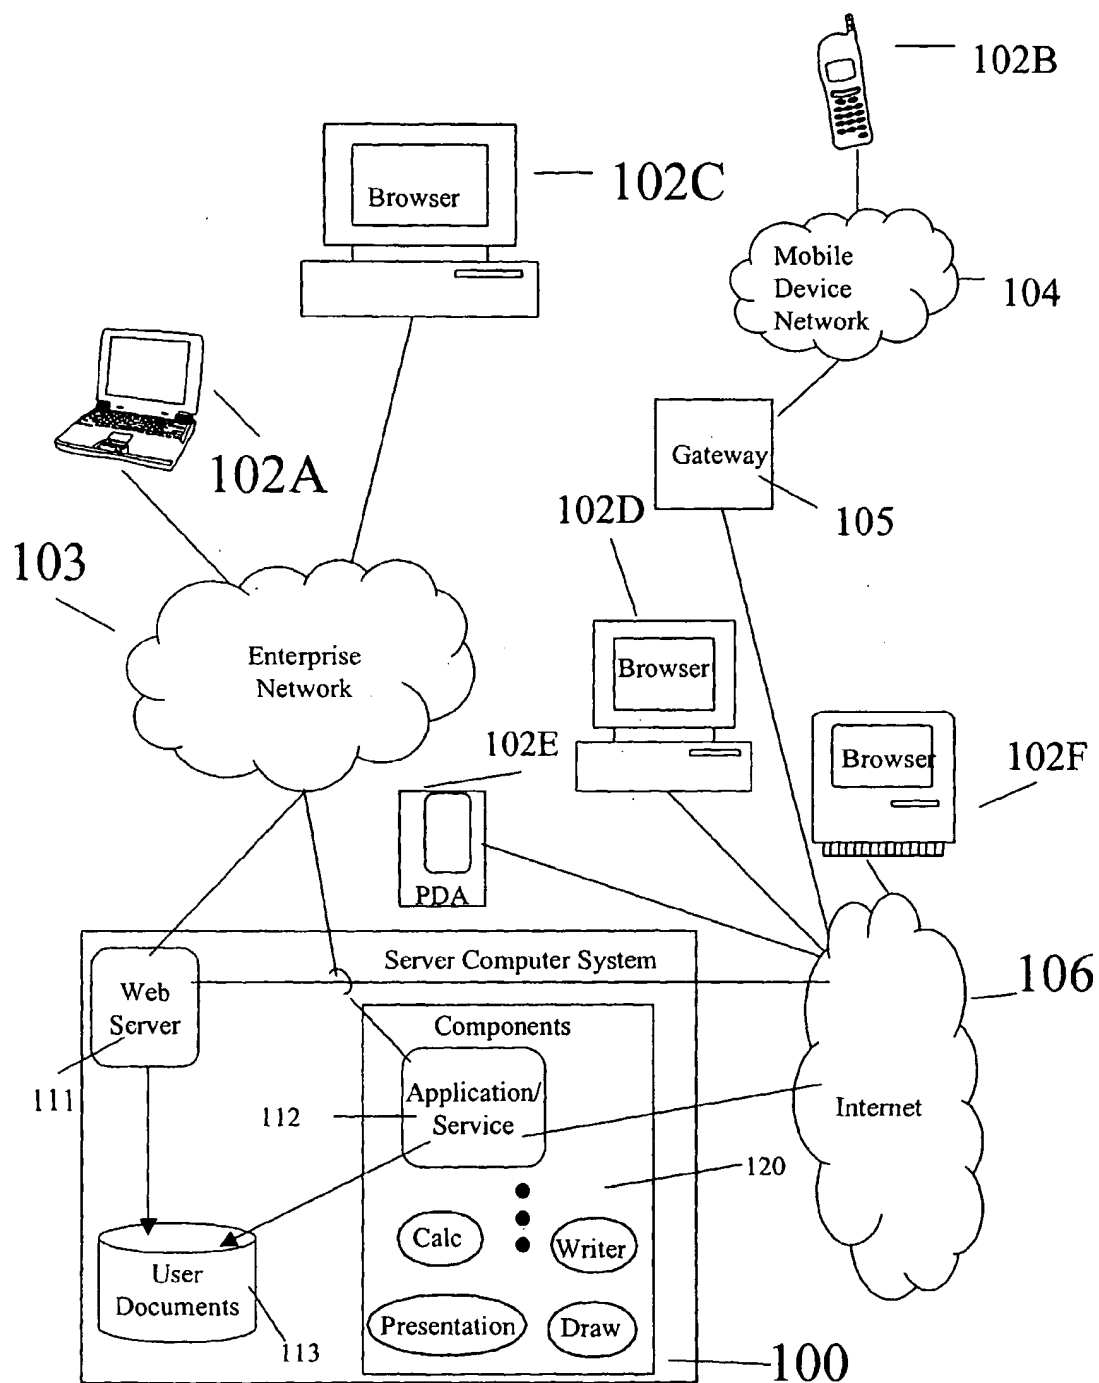 102B
102C
Browser
Mobile
Device
Network
104
102A
Gateway
105
102D
103
Enterprise
Network
Browser
102E
Browser
102F
PDA
Server Computer System
Web
Server
106
Components
111
112
Application/
Service
Internet
120
Calc
Writer
User
Documents
Presentation
Draw
113
100